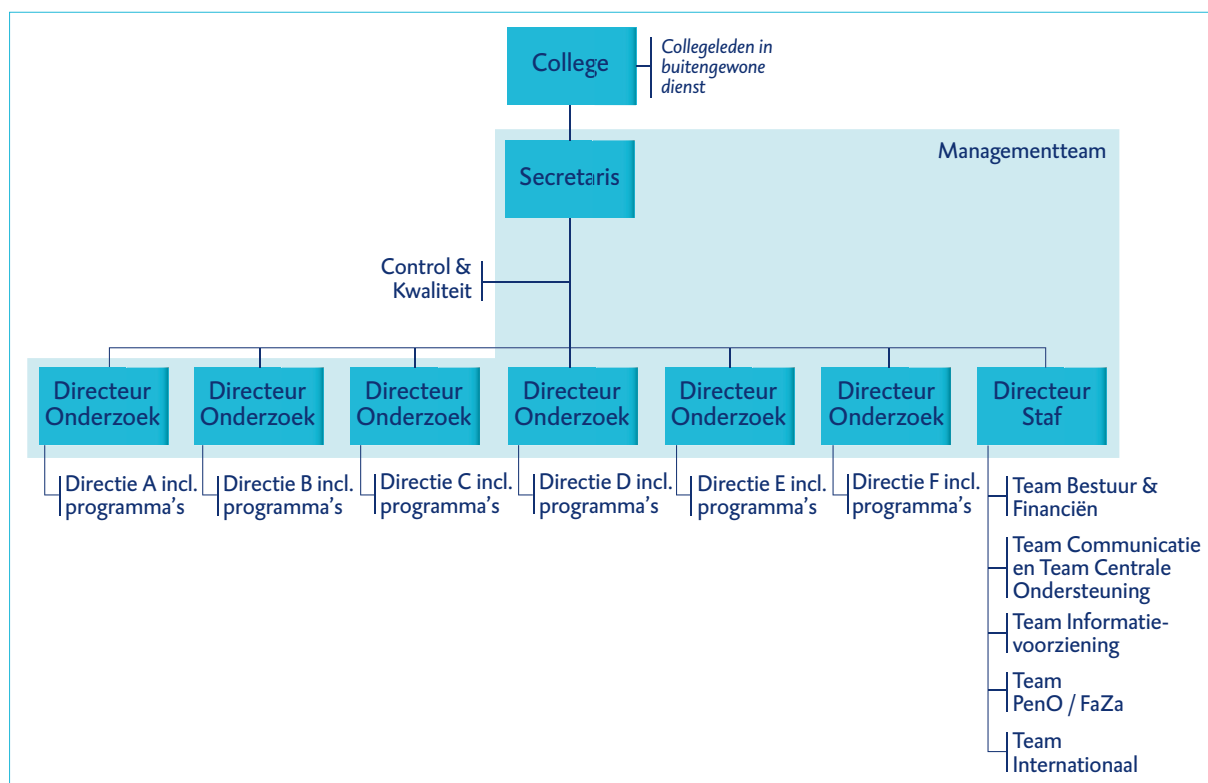 College
Collegeleden in
buitengewone
dienst
Managementteam
Secretaris
Control &
Kwaliteit
Directeur
Onderzoek
Directeur
Onderzoek
Directeur
Onderzoek
Directeur
Onderzoek
Directeur
Onderzoek
Directeur
Onderzoek
Directeur
Staf
Directie A incl.
programma's
Directie B incl.
programma's
Directie C incl.
programma's
Directie D incl.
programma's
Directie E incl.
programma's
Directie F incl.
programma's
Team Bestuur &
Financiën
Team Communicatie
en Team Centrale
Ondersteuning
Team Informatie-
voorziening
Team
PenO / FaZa
Team
Internationaal